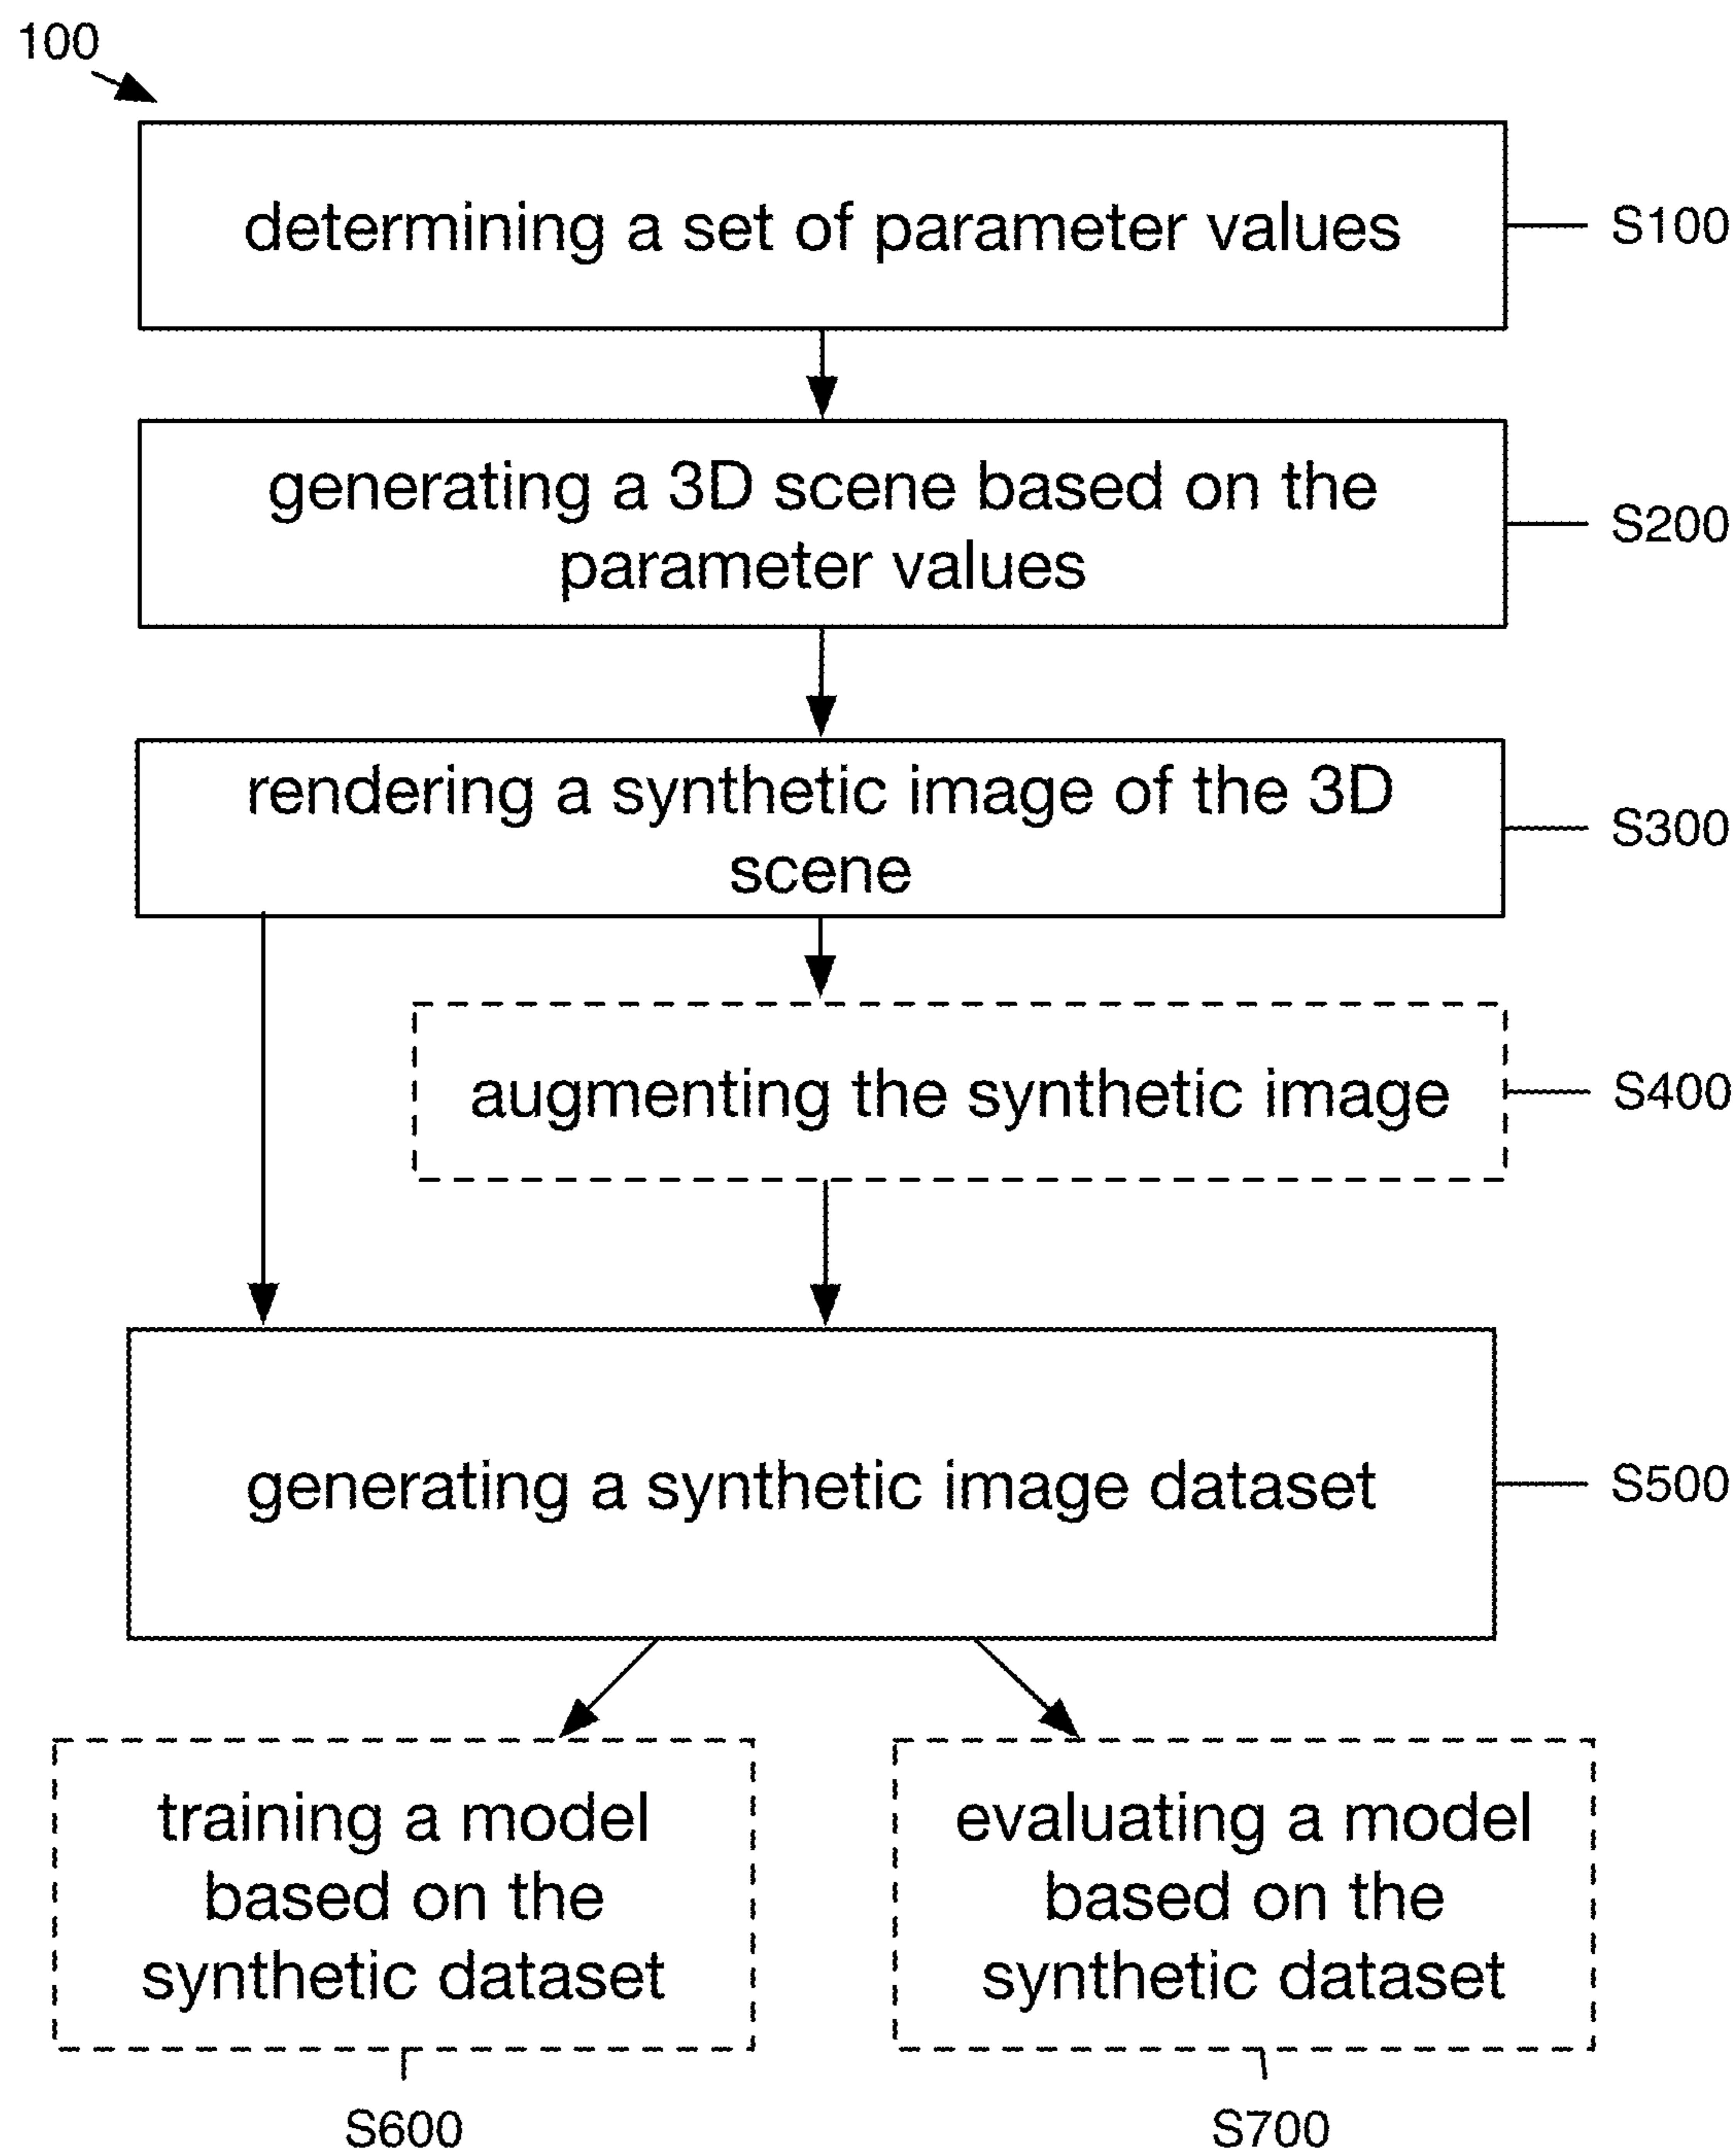 100
determining a set of parameter values
S100
generating a 3D scene based on the
parameter values
S200
rendering a synthetic image of the 3D
scene
S300
augmenting the synthetic image
S400
generating a synthetic image dataset
S500
training a model
based on the
synthetic dataset
S600
evaluating a model
based on the
synthetic dataset
S700